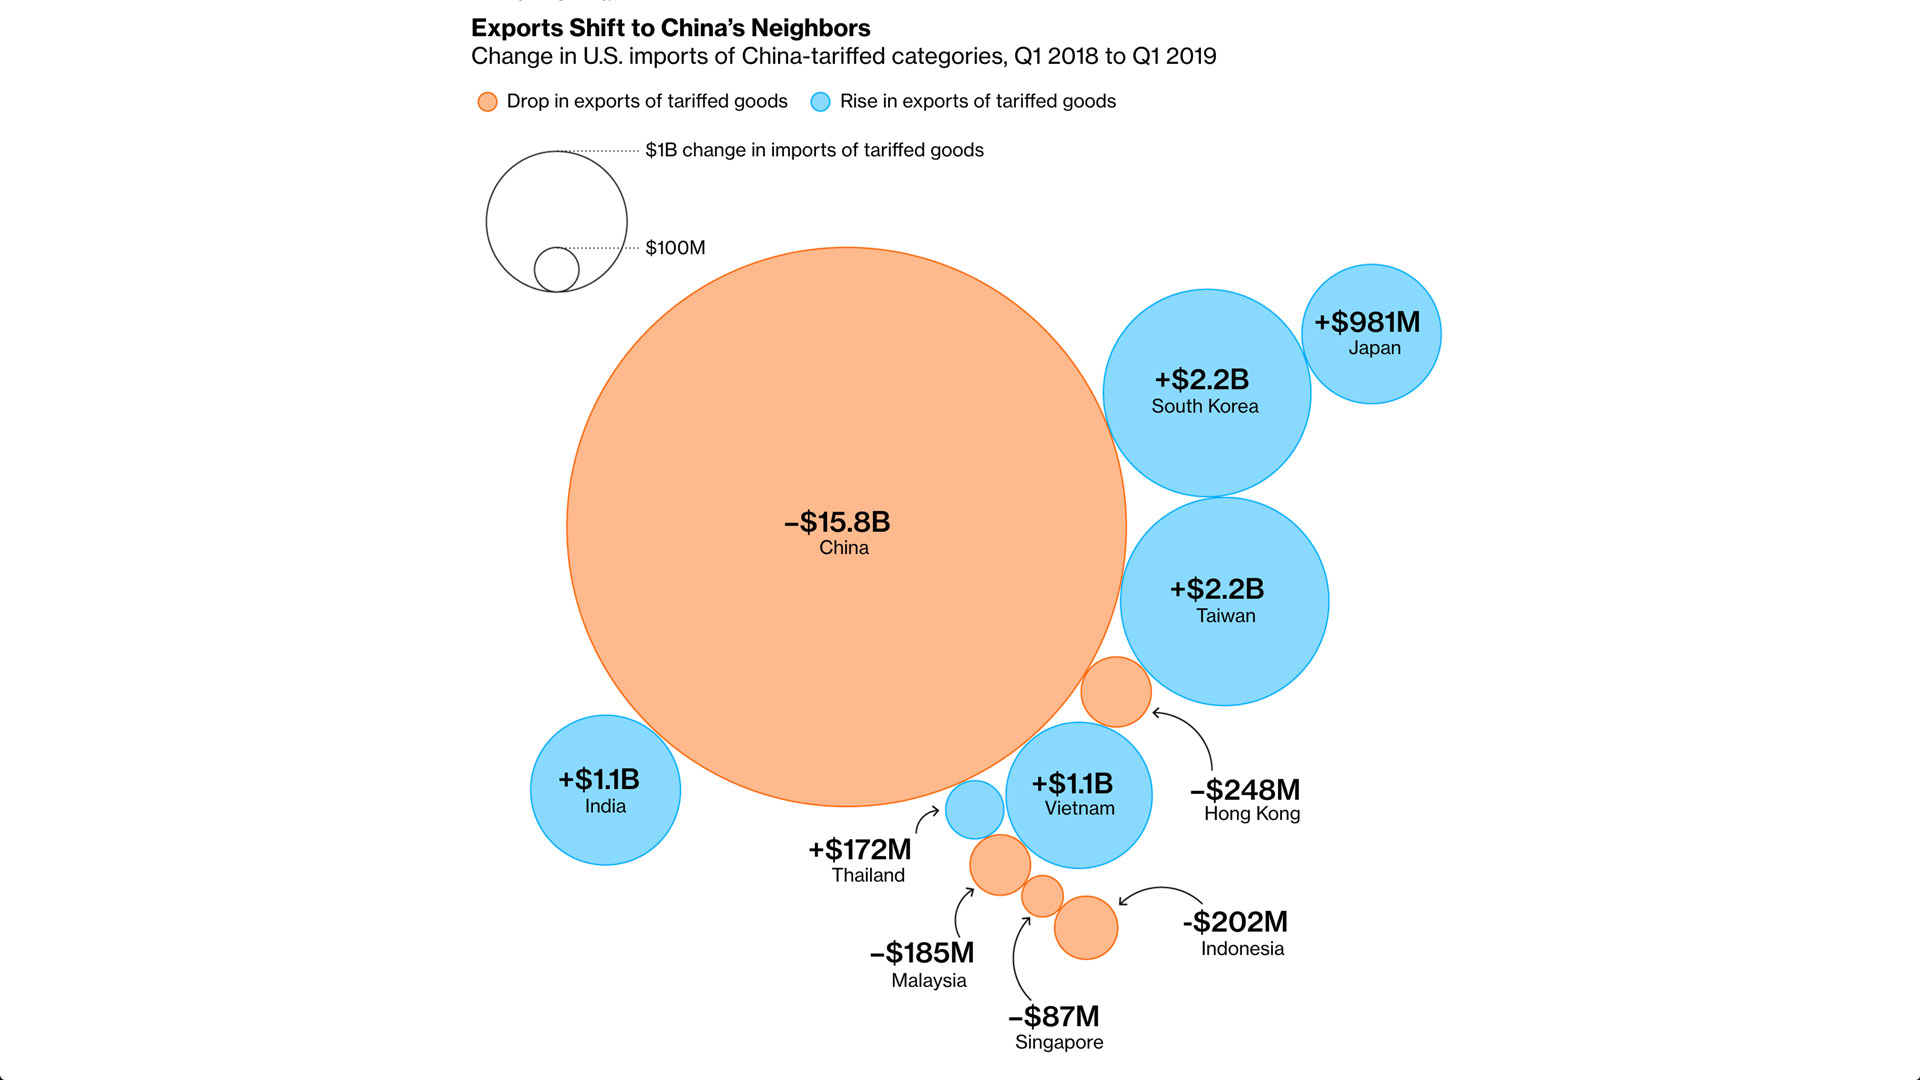 Exports Shift to China’s Neighbors
Change in U.S. imports of China-tariffed categories, Q1 2018 to Q1 2019
Drop in exports of tariffed goods
Rise in exports of tariffed goods
$1B change in imports of tariffed goods
$100M
+$981M
Japan
+$2.2B
South Korea
–$15.8B
China
+$2.2B
Taiwan
+$1.1B
India
+$1.1B
Vietnam
–$248M
Hong Kong
+$172M
Thailand
–$185M
Malaysia
-$202M
Indonesia
–$87M
Singapore